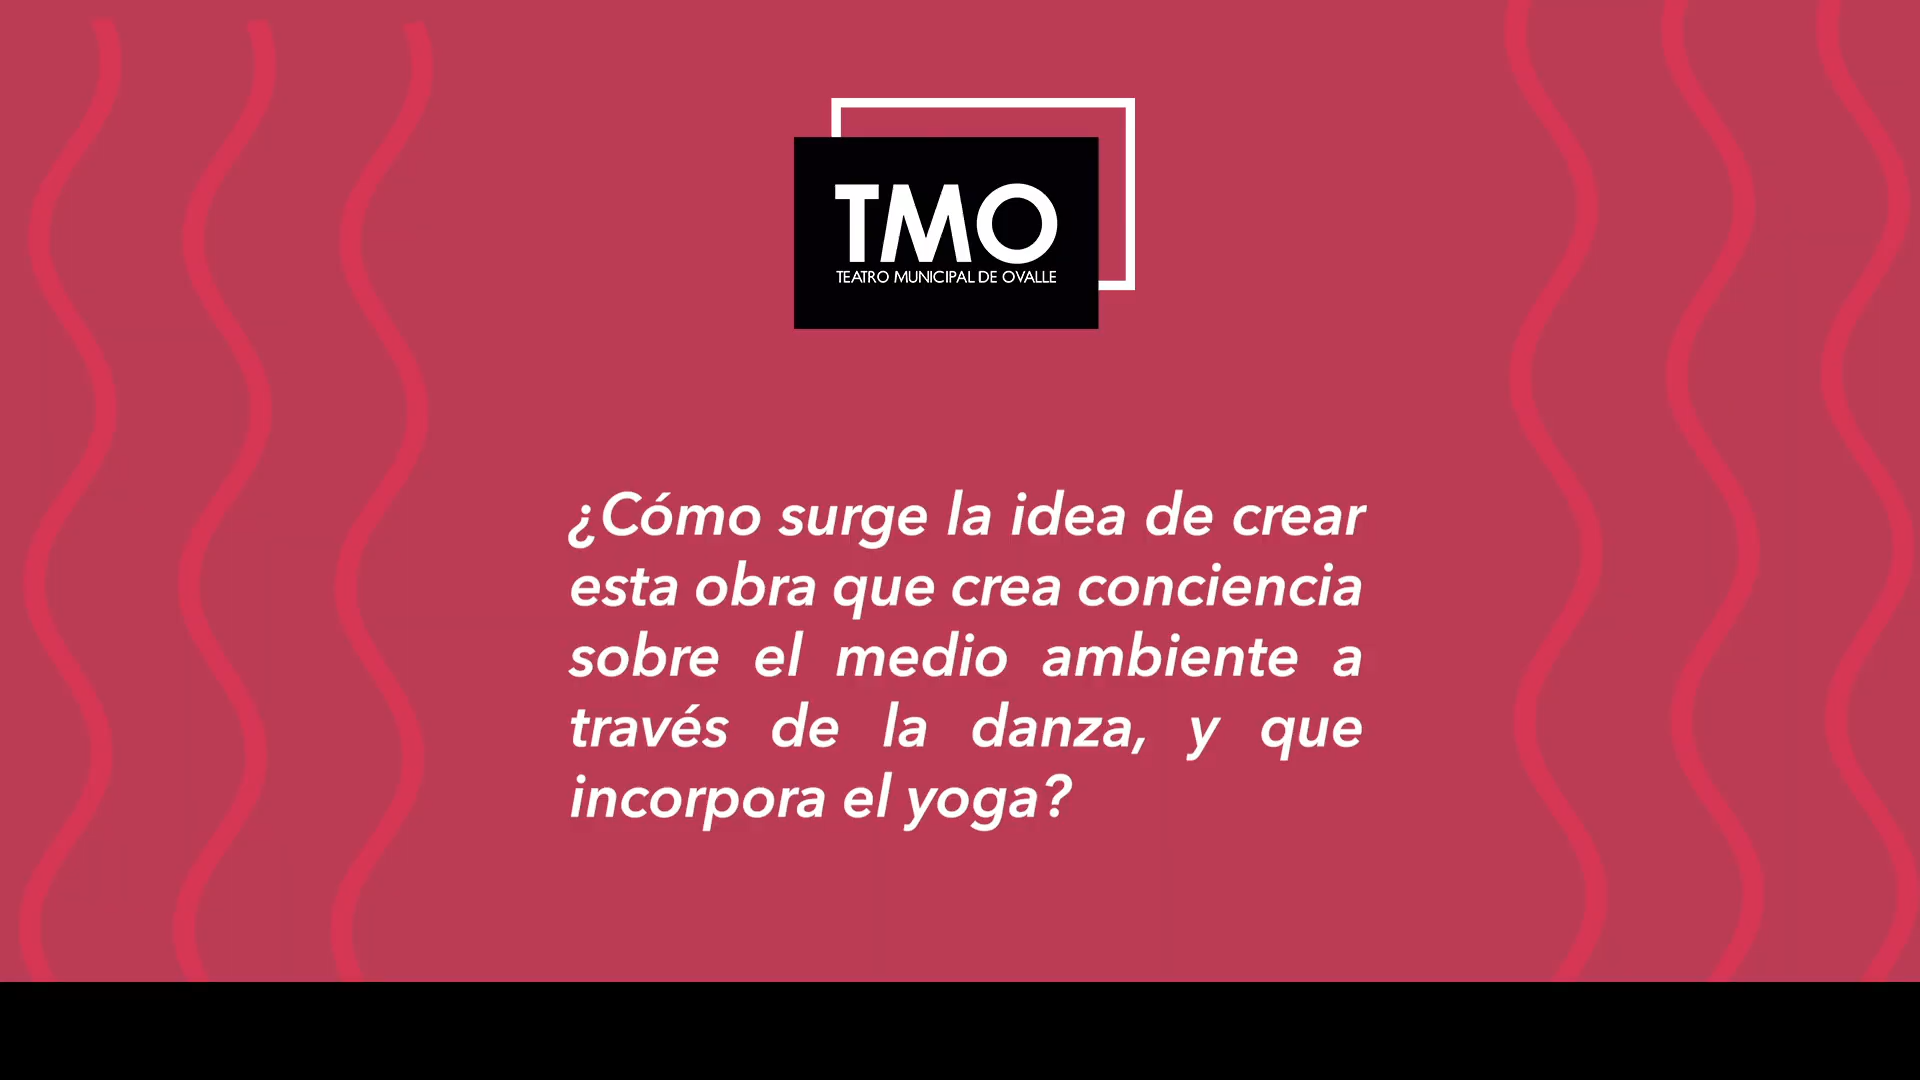 TMO
TEATRO MUNICIPAL DE OVALLE
¿Cómo surge la idea de crear
esta obra que crea conciencia
sobre el medio ambiente a
través de la danza, y que
incorpora el yoga?